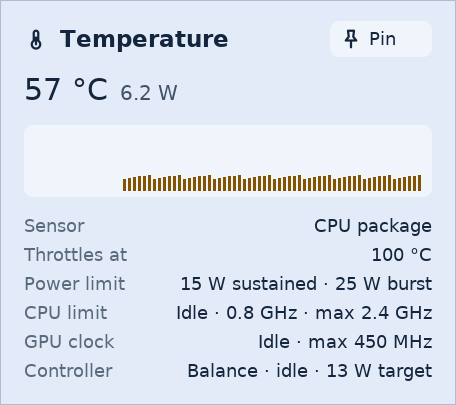 Temperature
Pin
57 °C 6.2 W
Sensor CPU package
Throttles at 100 °C
Power limit 15 W sustained · 25 W burst
CPU limit Idle · 0.8 GHz · max 2.4 GHz
GPU clock Idle · max 450 MHz
Controller Balance · idle · 13 W target